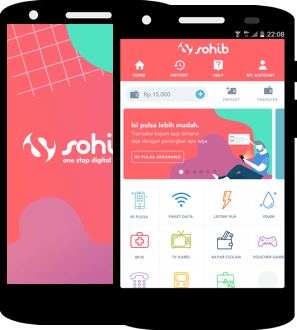 sohib
one stop digital
22:08
sohib
HOME
HISTORY
HELP
MY ACCOUNT
Rp.15,000
DEPOSIT
TRANSFER
Isi pulsa lebih mudah.
Transaksi kapan saja dimana
saja dengan perangkat apa saja.
ISI PULSA SEKARANG
ISI PULSA
PAKET DATA
LISTRIK PLN
PDAM
BPJS
TV KABEL
BAYAR CICILAN
VOUCHER GAME